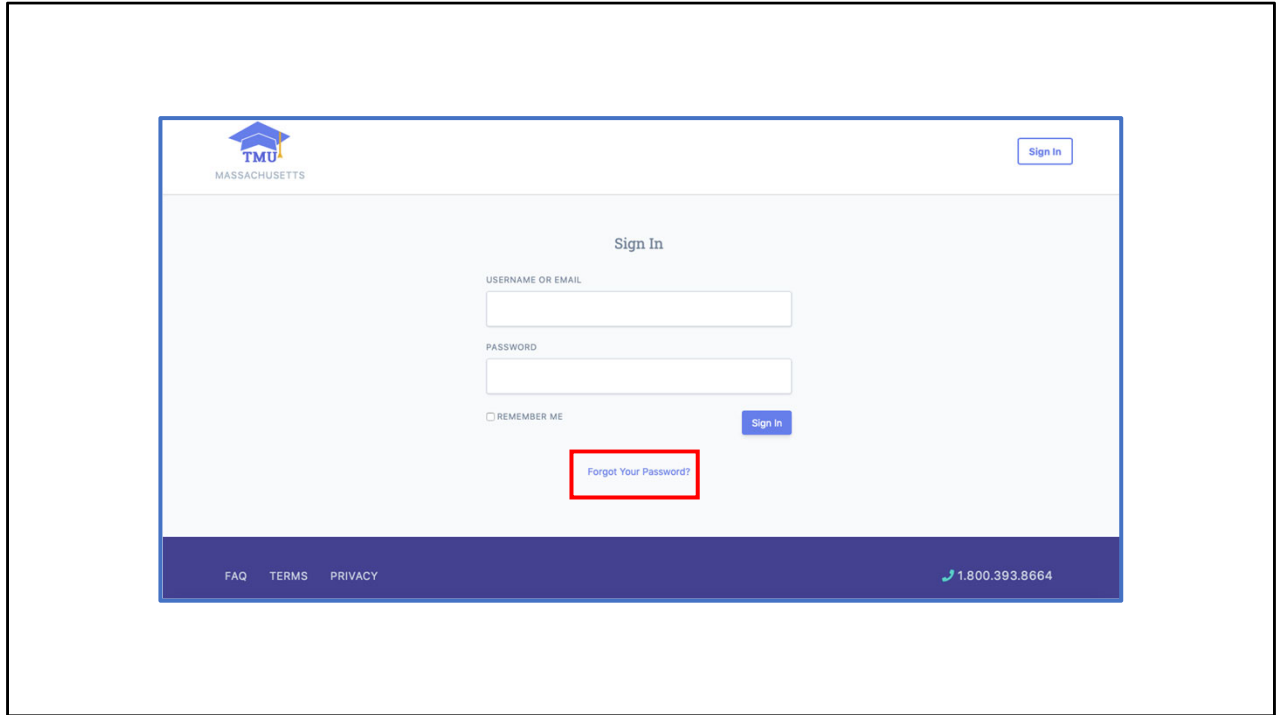 TMU
MASSACHUSETTS
Sign In
Sign In
USERNAME OR EMAIL
PASSWORD
REMEMBER ME
Sign In
Forgot Your Password?
FAQ TERMS PRIVACY
1.800.393.8664